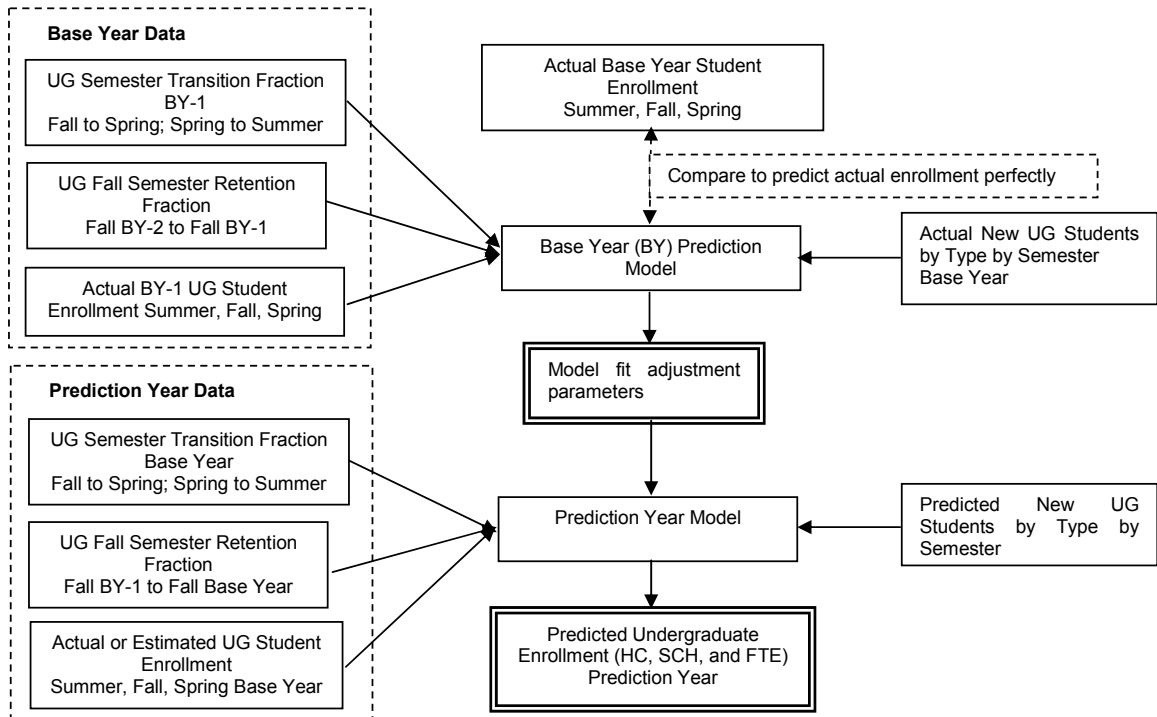 Base Year Data
UG Semester Transition Fraction
BY-1
Fall to Spring; Spring to Summer
UG Fall Semester Retention
Fraction
Fall BY-2 to Fall BY-1
Actual BY-1 UG Student
Enrollment Summer, Fall, Spring
Actual Base Year Student
Enrollment
Summer, Fall, Spring
Compare to predict actual enrollment perfectly
Base Year (BY) Prediction
Model
Actual New UG Students
by Type by Semester
Base Year
Model fit adjustment
parameters
Prediction Year Data
UG Semester Transition Fraction
Base Year
Fall to Spring; Spring to Summer
UG Fall Semester Retention
Fraction
Fall BY-1 to Fall Base Year
Actual or Estimated UG Student
Enrollment
Summer, Fall, Spring Base Year
Prediction Year Model
Predicted New UG
Students by Type by
Semester
Predicted Undergraduate
Enrollment (HC, SCH, and FTE)
Prediction Year